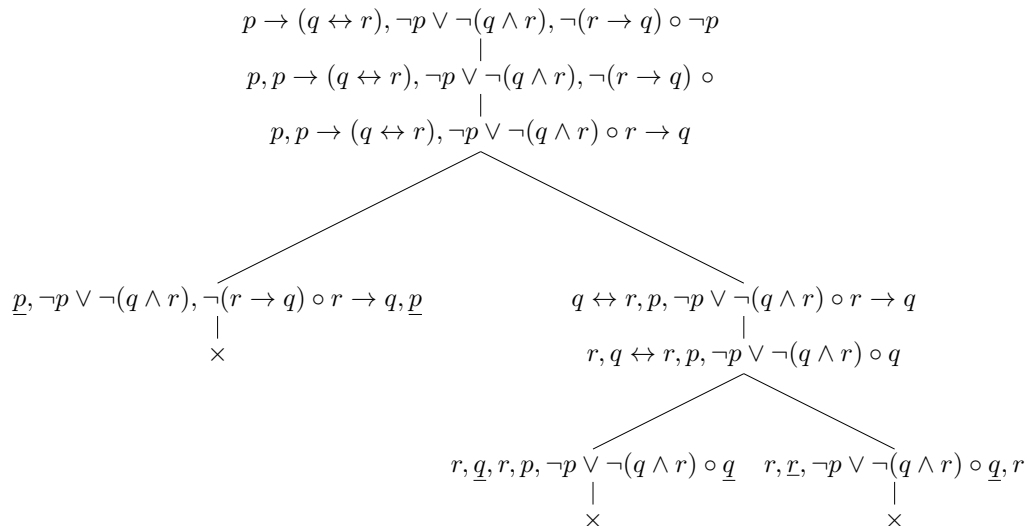 p → (q ↔ r), ¬p ∨ ¬(q ∧ r), ¬(r → q) ∘ ¬p
p, p → (q ↔ r), ¬p ∨ ¬(q ∧ r), ¬(r → q) ∘
p, p → (q ↔ r), ¬p ∨ ¬(q ∧ r) ∘ r → q
p, ¬p ∨ ¬(q ∧ r), ¬(r → q) ∘ r → q, p
q ↔ r, p, ¬p ∨ ¬(q ∧ r) ∘ r → q
×
r, q ↔ r, p, ¬p ∨ ¬(q ∧ r) ∘ q
r, q, r, p, ¬p ∨ ¬(q ∧ r) ∘ q
r, r, ¬p ∨ ¬(q ∧ r) ∘ q, r
×
×